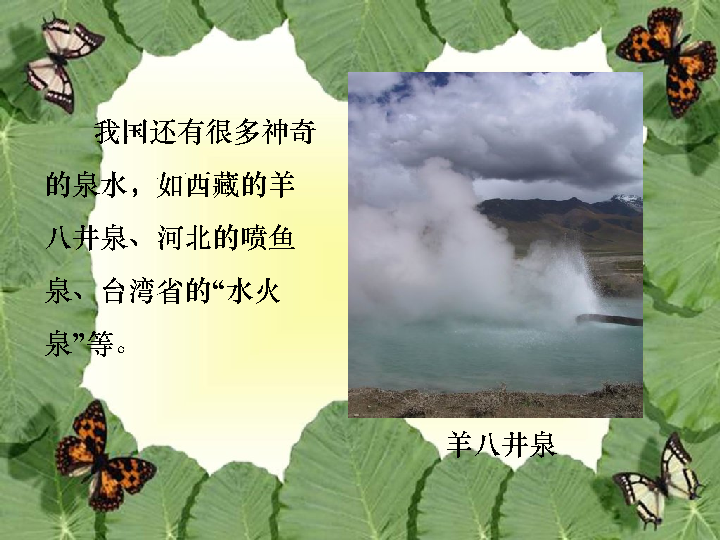 我国还有很多神奇
的泉水，如西藏的羊
八井泉、河北的喷鱼
泉、台湾省的“水火
泉”等。
羊八井泉